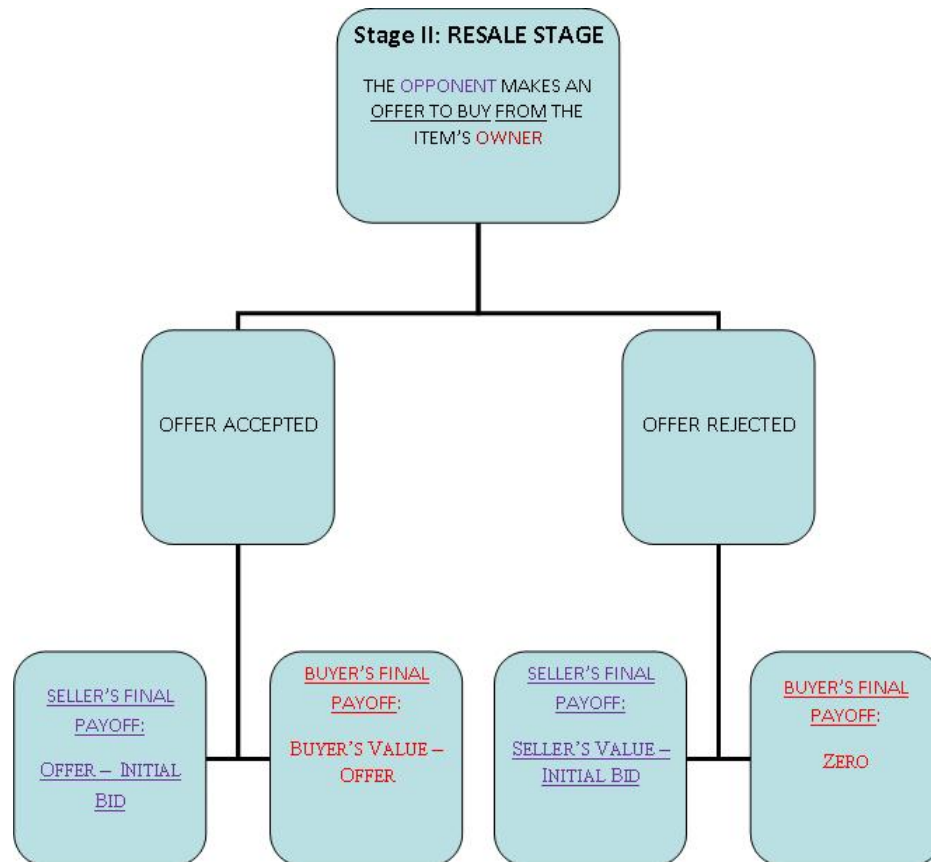 Stage II: RESALE STAGE
THE OPPONENT MAKES AN
OFFER TO BUY FROM THE
ITEM'S OWNER
OFFER ACCEPTED
OFFER REJECTED
SELLER'S FINAL
PAYOFF:
OFFER – INITIAL
BID
BUYER'S FINAL
PAYOFF:
BUYER'S VALUE –
OFFER
SELLER'S FINAL
PAYOFF:
SELLER'S VALUE –
INITIAL BID
BUYER'S FINAL
PAYOFF:
ZERO